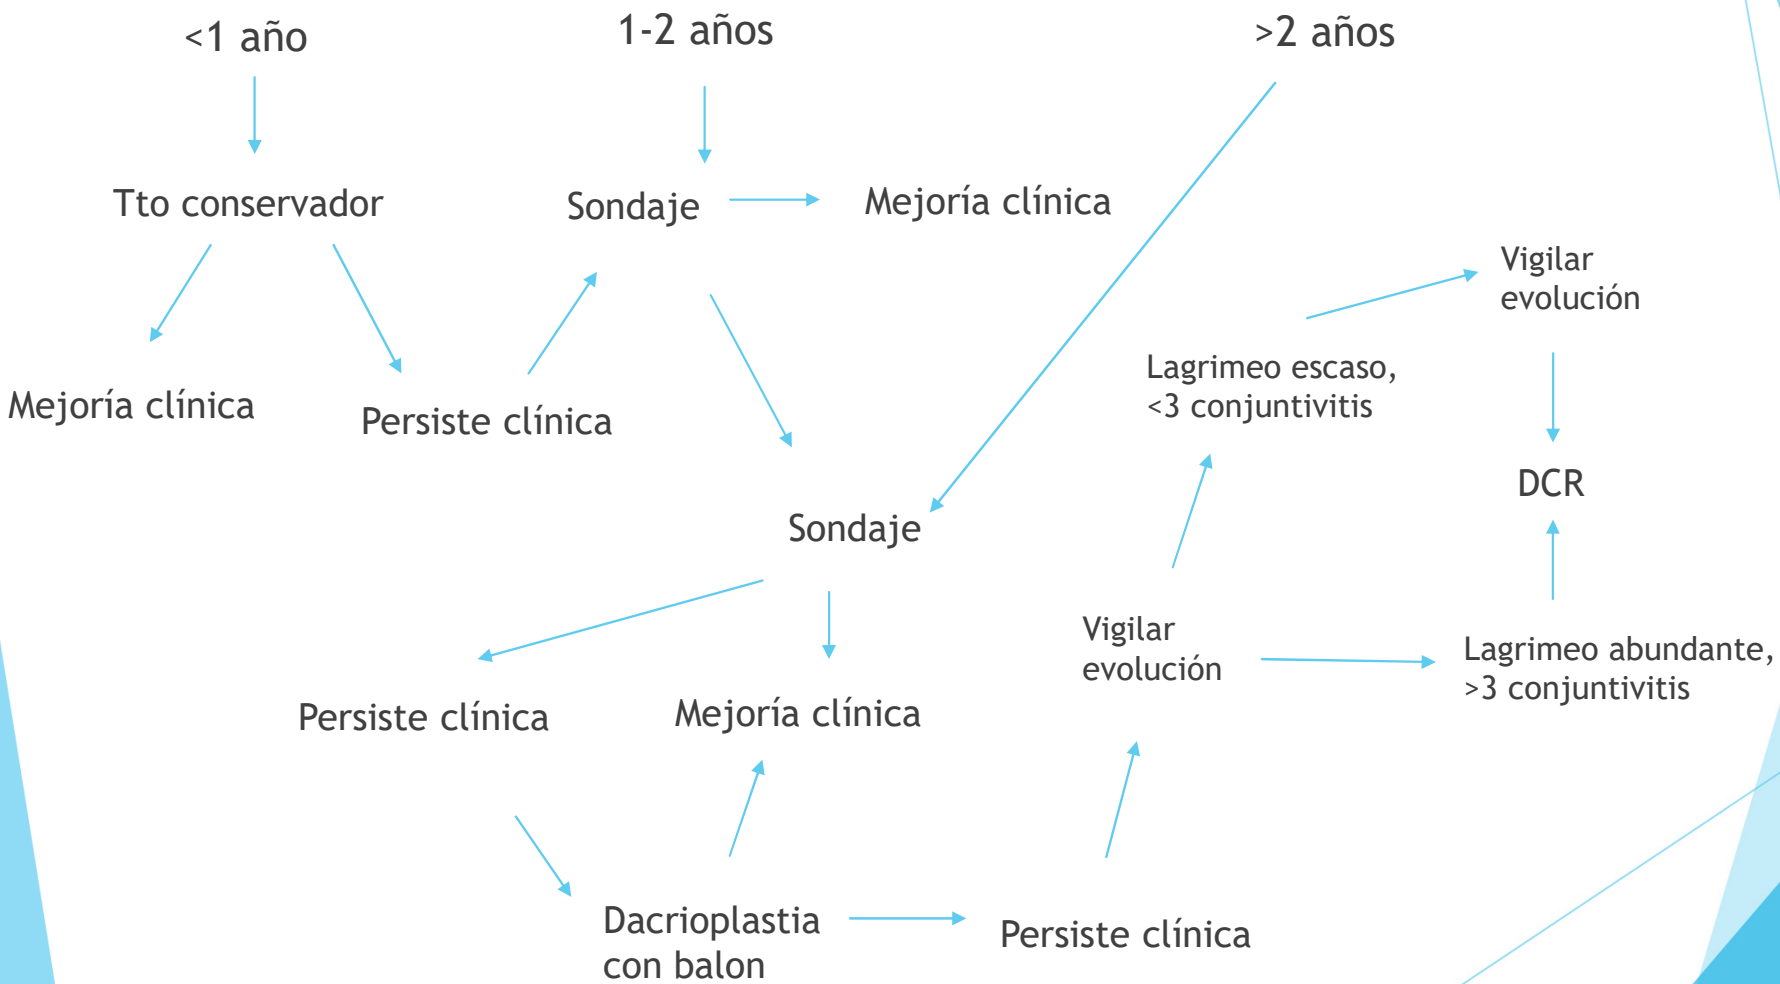 <1 año
1-2 años
>2 años
Tto conservador
Sondaje
Mejoría clínica
Vigilar
evolución
Lagrimeo escaso,
<3 conjuntivitis
Mejoría clínica
Persiste clínica
DCR
Sondaje
Vigilar
evolución
Lagrimeo abundante,
>3 conjuntivitis
Persiste clínica
Mejoría clínica
Dacrioplastia
con balon
Persiste clínica